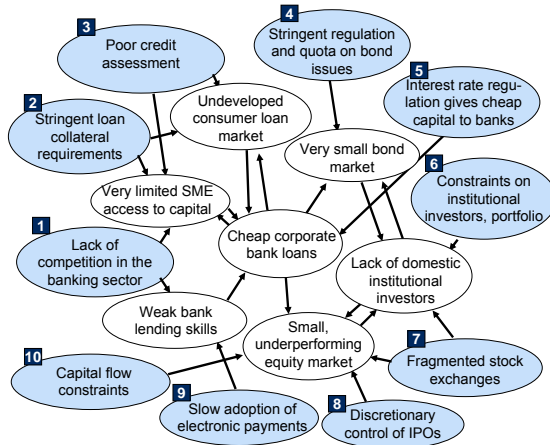 4
Stringent regulation
and quota on bond
issues
3
Poor credit
assessment
5
Interest rate regu-
lation gives cheap
capital to banks
2
Stringent loan
collateral
requirements
Undeveloped
consumer loan
market
Very small bond
market
6
Constraints on
institutional
investors, portfolio
Very limited SME
access to capital
1
Lack of
competition in the
banking sector
Cheap corporate
bank loans
Lack of domestic
institutional
investors
Weak bank
lending skills
Small,
underperforming
equity market
7
Fragmented stock
exchanges
10
Capital flow
constraints
9
Slow adoption of
electronic payments
8
Discretionary
control of IPOs